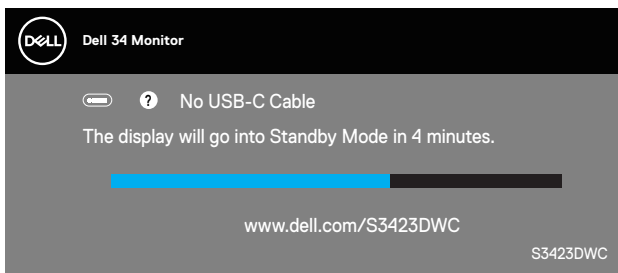 DELL
Dell 34 Monitor
? No USB-C Cable
The display will go into Standby Mode in 4 minutes.
www.dell.com/S3423DWC
S3423DWC